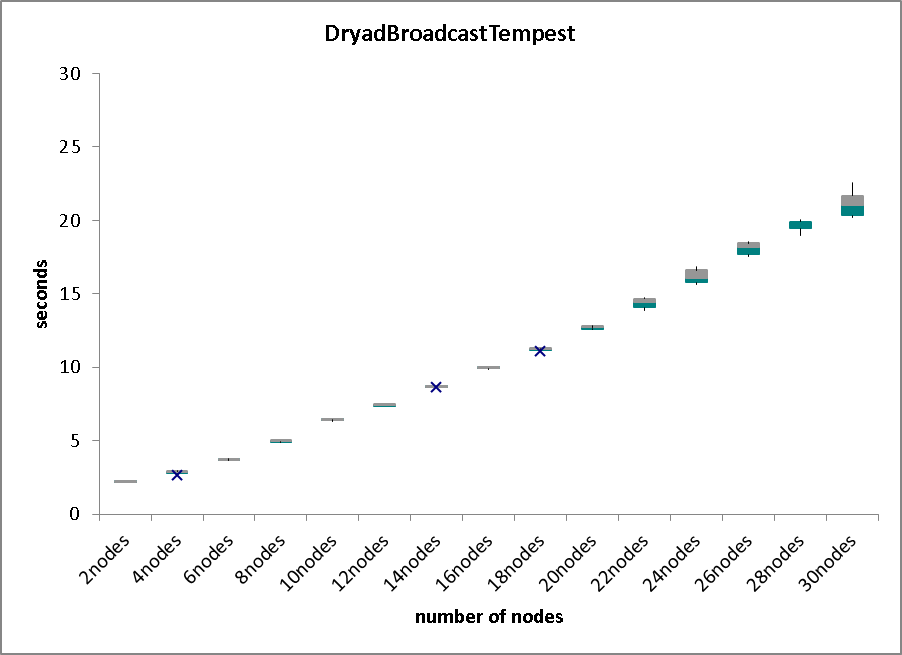 DryadBroadcastTempest
30
25
20
15
10
5
0
seconds
2nodes
4nodes
6nodes
8nodes
10nodes
12nodes
14nodes
16nodes
18nodes
20nodes
22nodes
24nodes
26nodes
28nodes
30nodes
number of nodes